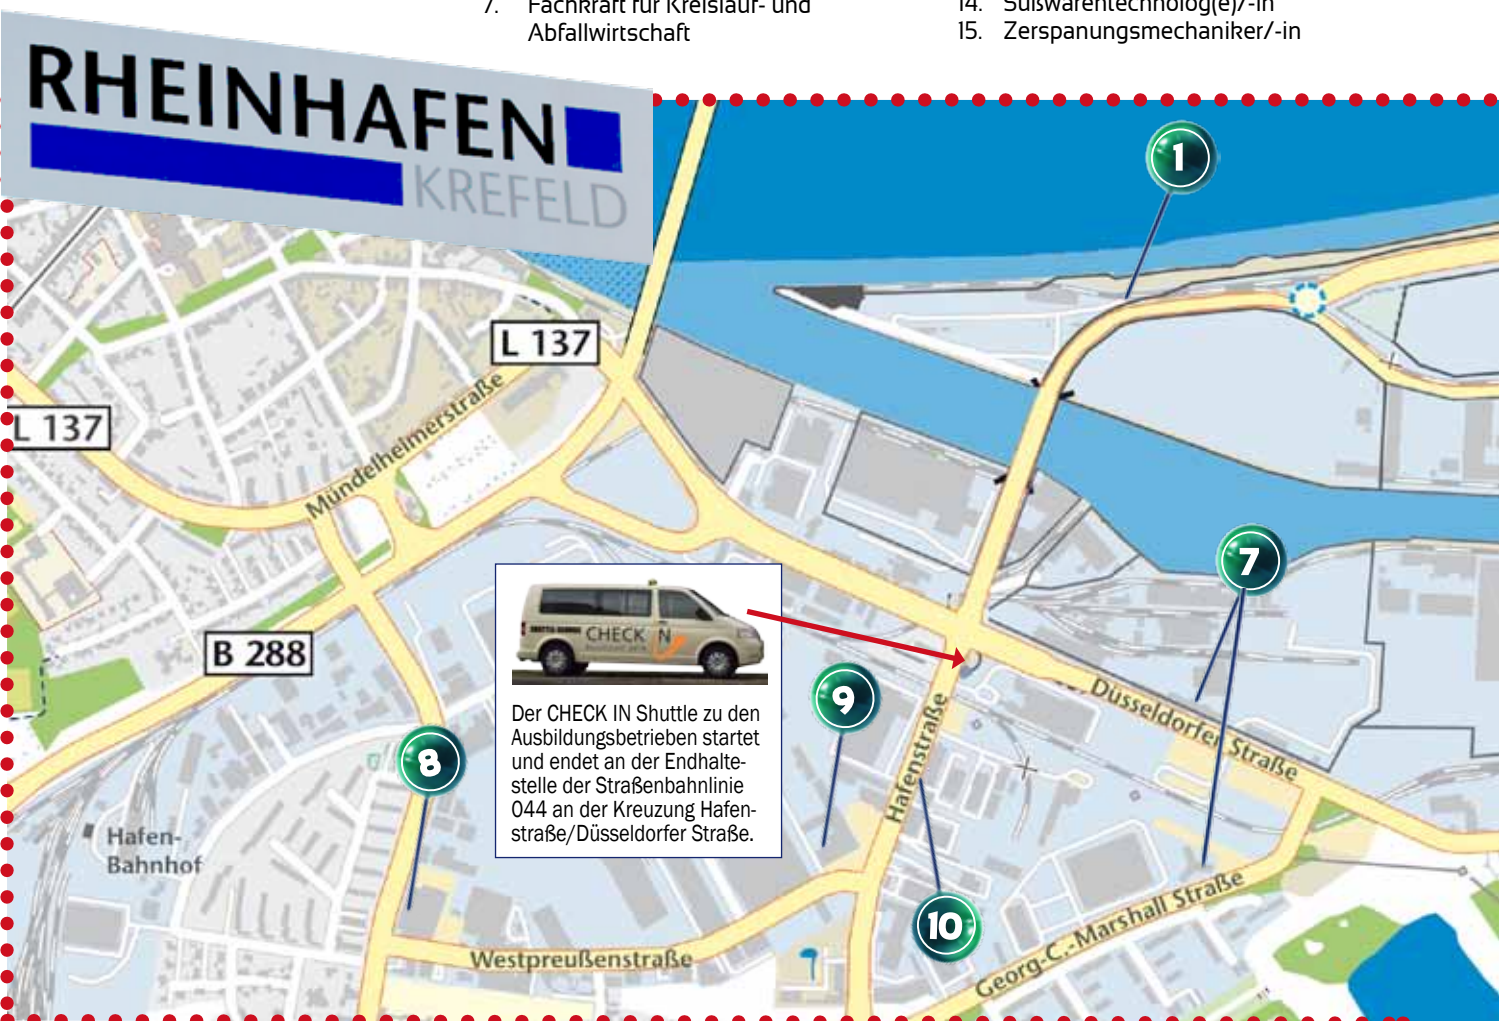 7. Fachkraft für Kreislauf- und
Abfallwirtschaft
14. Süßwarentechnolog(e)/-in
15. Zerspanungsmechaniker/-in
RHEINHAFEN
KREFELD
1
L 137
L 137
Mündelheimerstraße
7
B 288
CHECK IN
Der CHECK IN Shuttle zu den
Ausbildungsbetrieben startet
und endet an der Endhalte-
stelle der Straßenbahnlinie
044 an der Kreuzung Hafen-
straße/Düsseldorfer Straße.
8
9
Hafenstraße
Düsseldorfer Straße
Hafen-
Bahnhof
10
Georg-C.-Marshall Straße
Westpreußenstraße